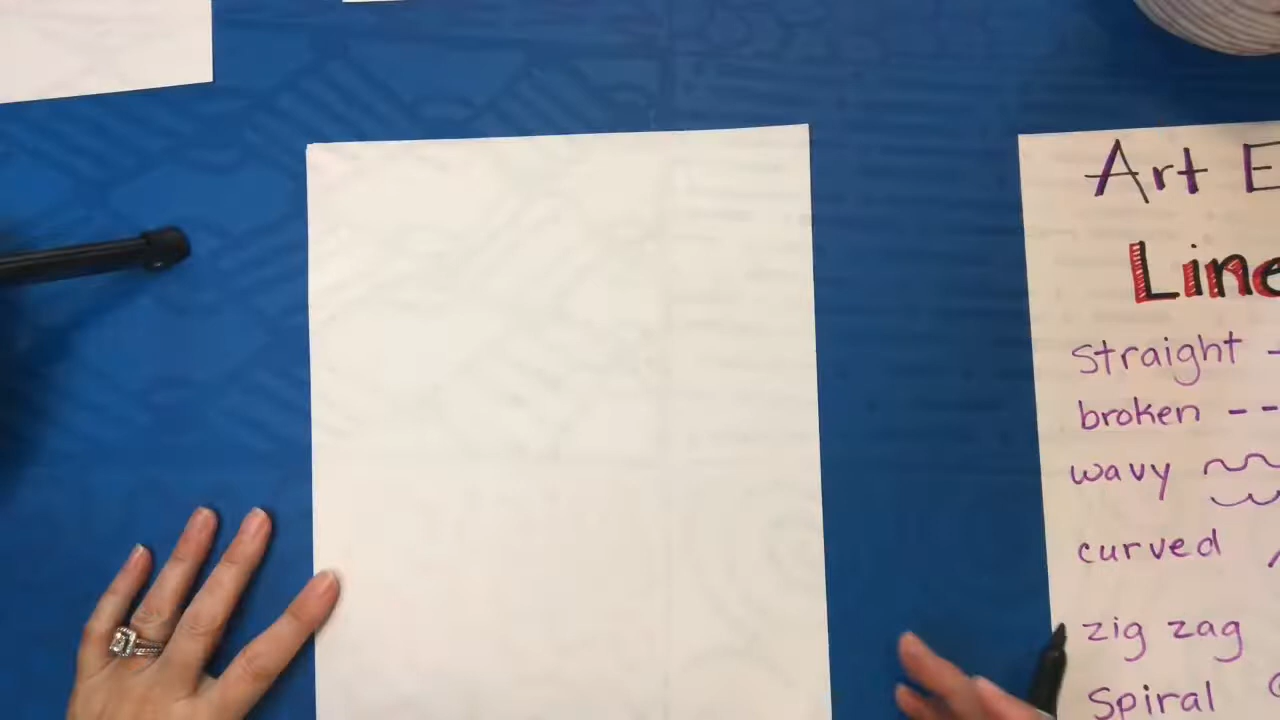 Art E
Line
Straight
broken
wavy
curved
zig zag
Spiral